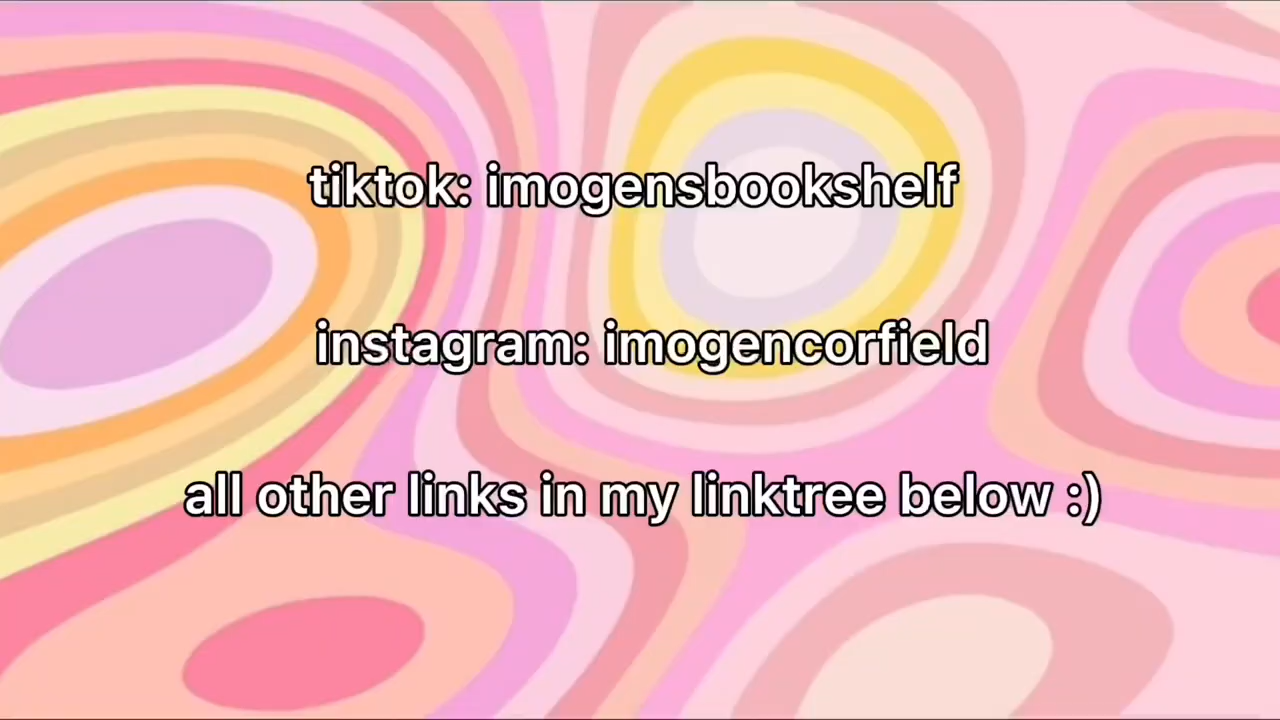 tiktok: imogensbookshelf
instagram: imogencorfield
all other links in my linktree below :)